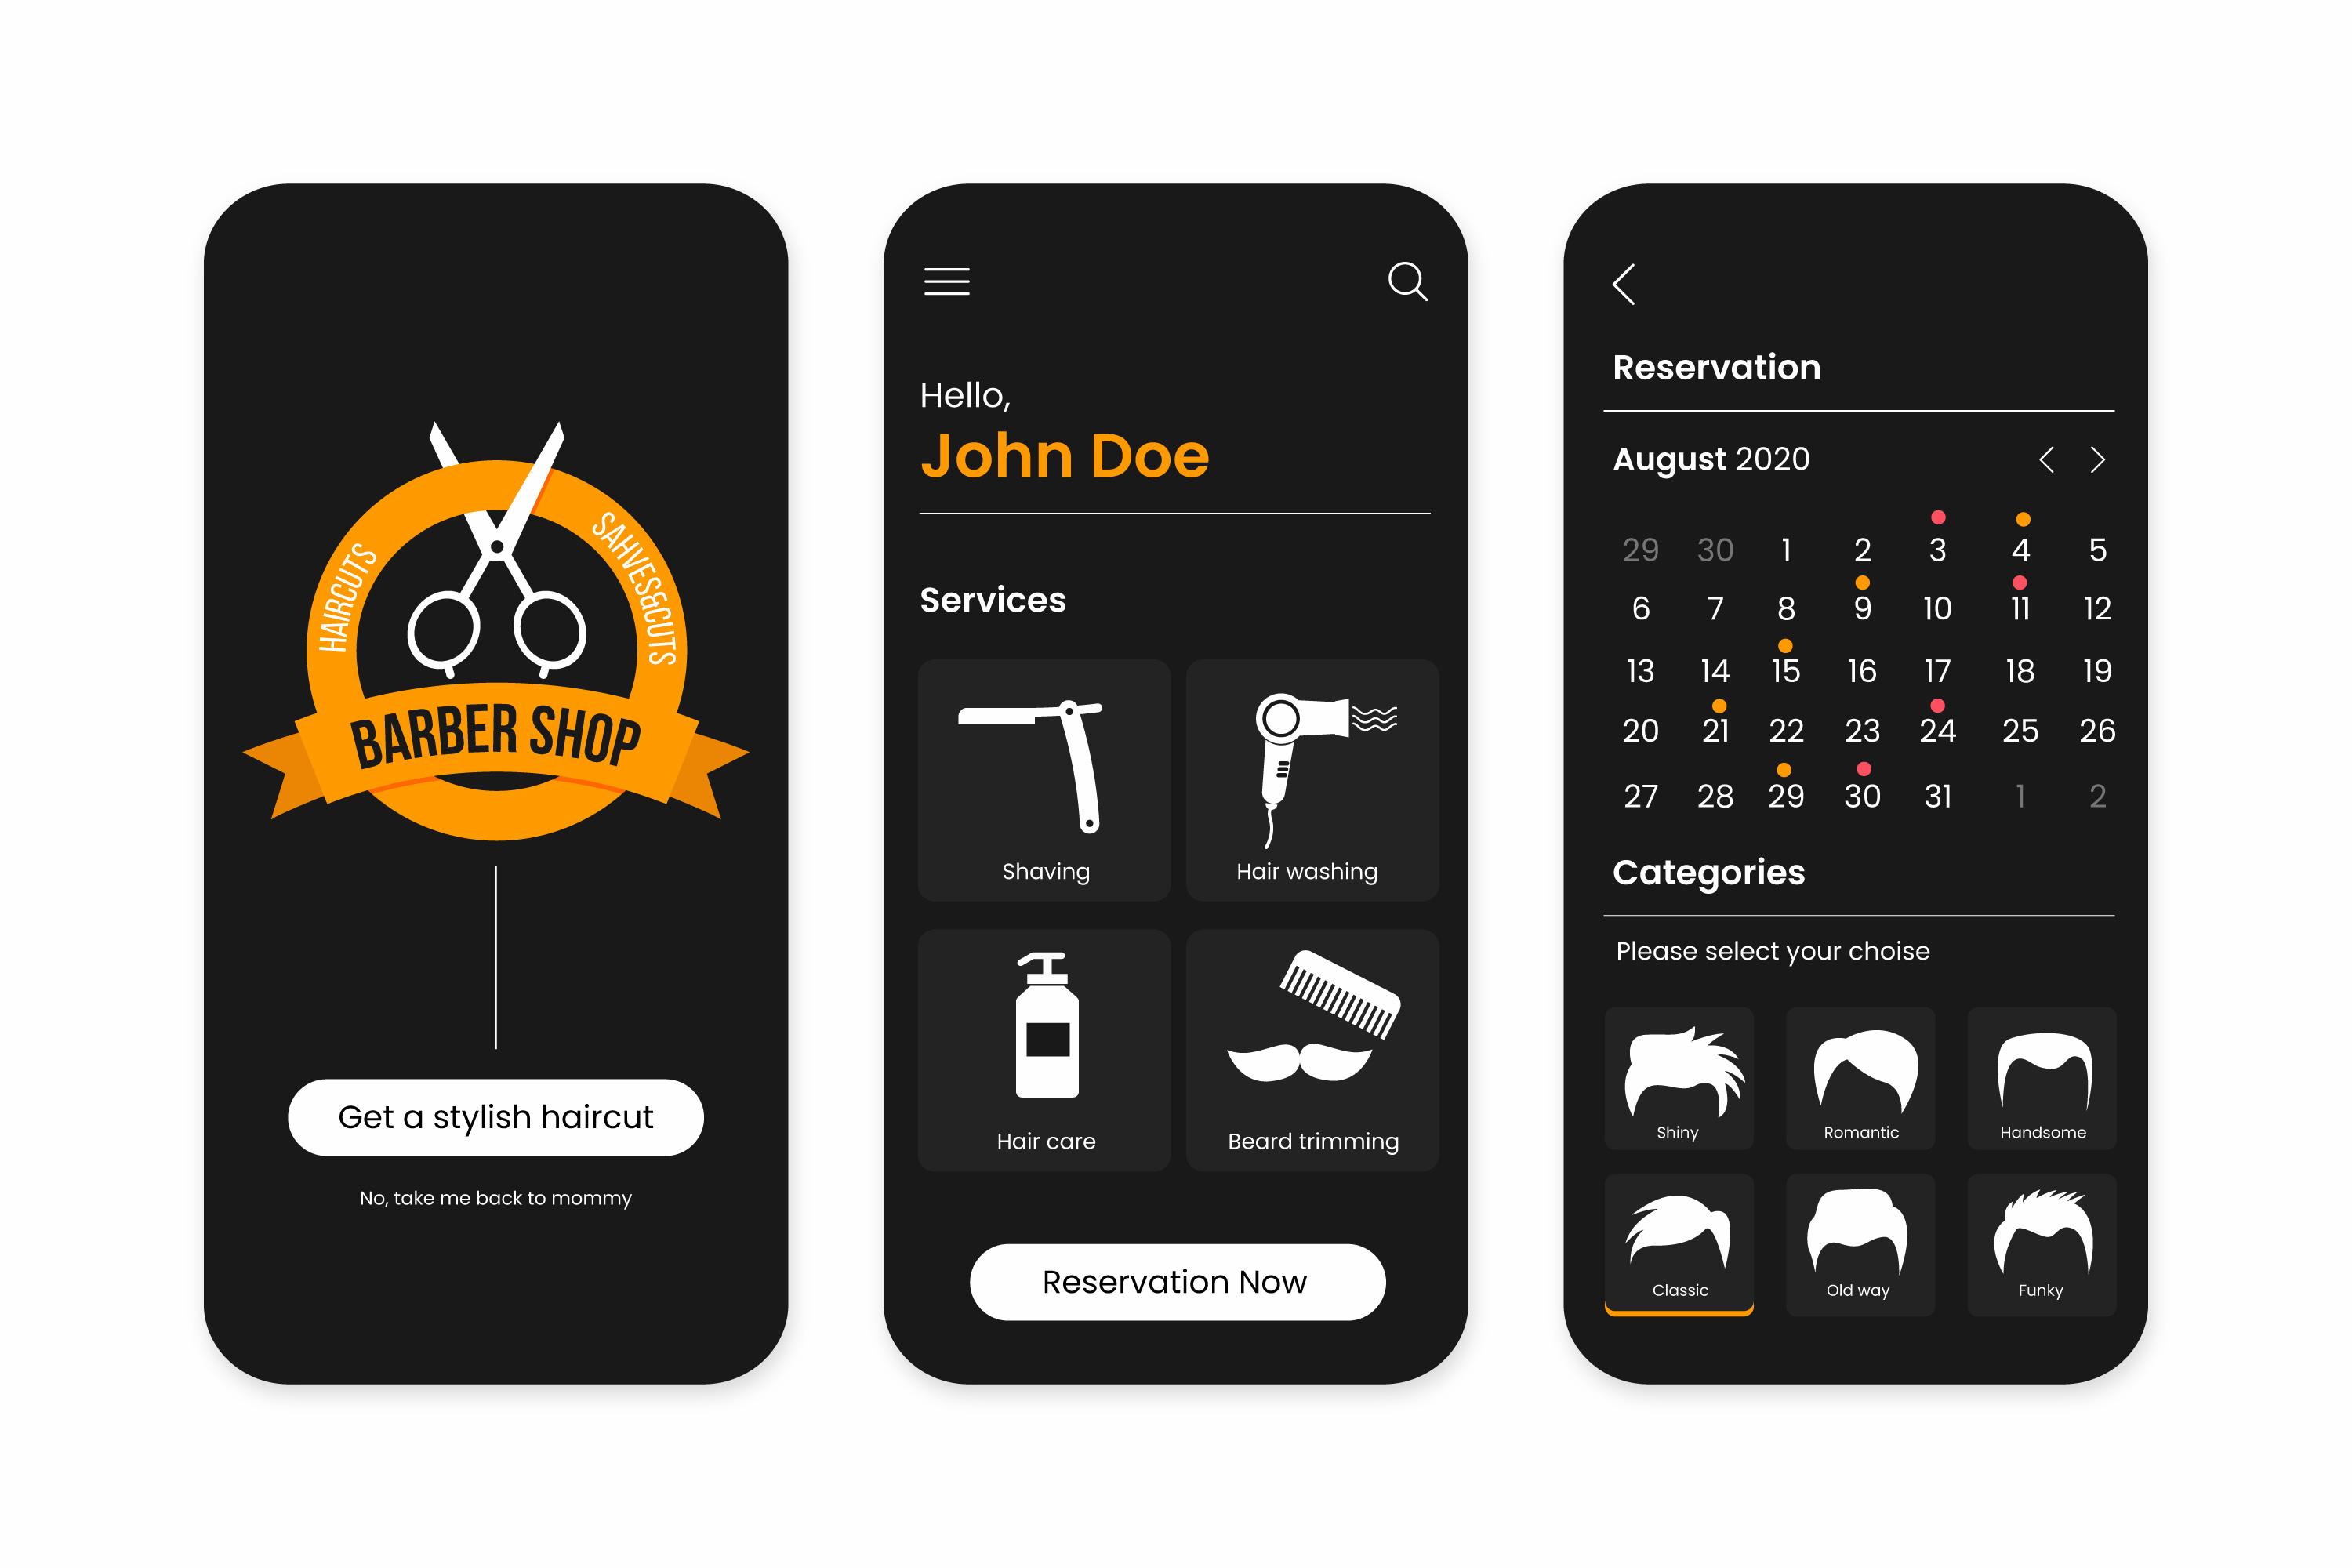 HAIRCUTS
SAHVE&CUTS
BARBER SHOP
Get a stylish haircut
No, take me back to mommy
Hello,
John Doe
Services
Shaving
Hair washing
Hair care
Beard trimming
Reservation Now
Reservation
August 2020
29 30 1 2 3 4 5
6 7 8 9 10 11 12
13 14 15 16 17 18 19
20 21 22 23 24 25 26
27 28 29 30 31 1 2
Categories
Please select your choise
Shiny
Romantic
Handsome
Classic
Old way
Funky